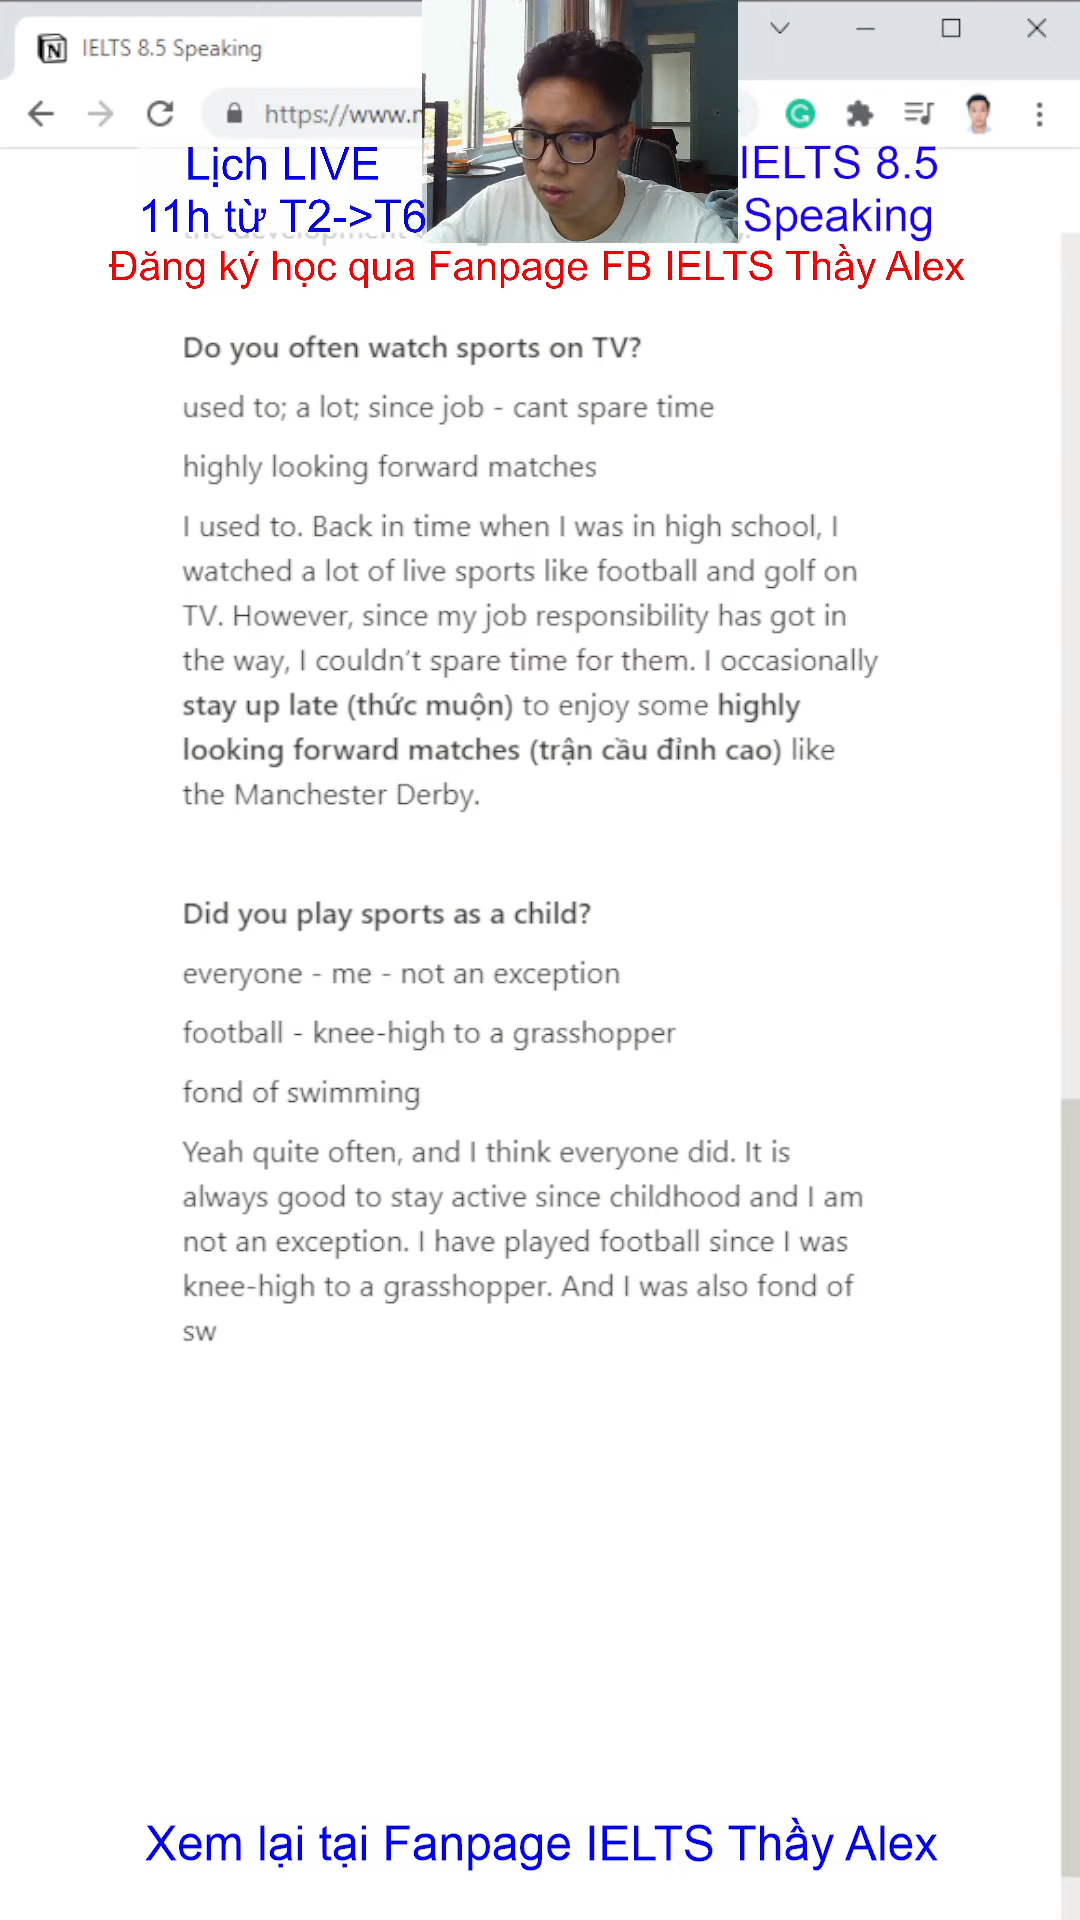 IELTS 8.5 Speaking
https://www.
Lịch LIVE
11h từ T2->T6
IELTS 8.5
Speaking
the development
Đăng ký học qua Fanpage FB IELTS Thầy Alex
Do you often watch sports on TV?
used to; a lot; since job - cant spare time
highly looking forward matches
I used to. Back in time when I was in high school, I
watched a lot of live sports like football and golf on
TV. However, since my job responsibility has got in
the way, I couldn't spare time for them. I occasionally
stay up late (thức muộn) to enjoy some highly
looking forward matches (trận cầu đỉnh cao) like
the Manchester Derby.
Did you play sports as a child?
everyone - me - not an exception
football - knee-high to a grasshopper
fond of swimming
Yeah quite often, and I think everyone did. It is
always good to stay active since childhood and I am
not an exception. I have played football since I was
knee-high to a grasshopper. And I was also fond of
sw
Xem lại tại Fanpage IELTS Thầy Alex